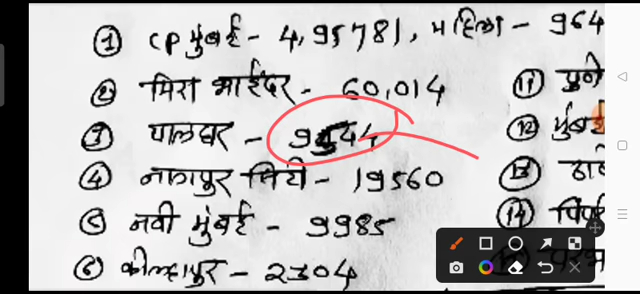 ① CP मुंबई - 4,95781, महिला - 964
② मिरा भाईंदर - 60,014 ⑪ पुणे
③ पालघर - ⑫ मुंबई
④ नागपुर सिटी - 19560 ⑬
⑤ नवी मुंबई - 9985 ⑭
⑥ कोल्हापुर - 2304